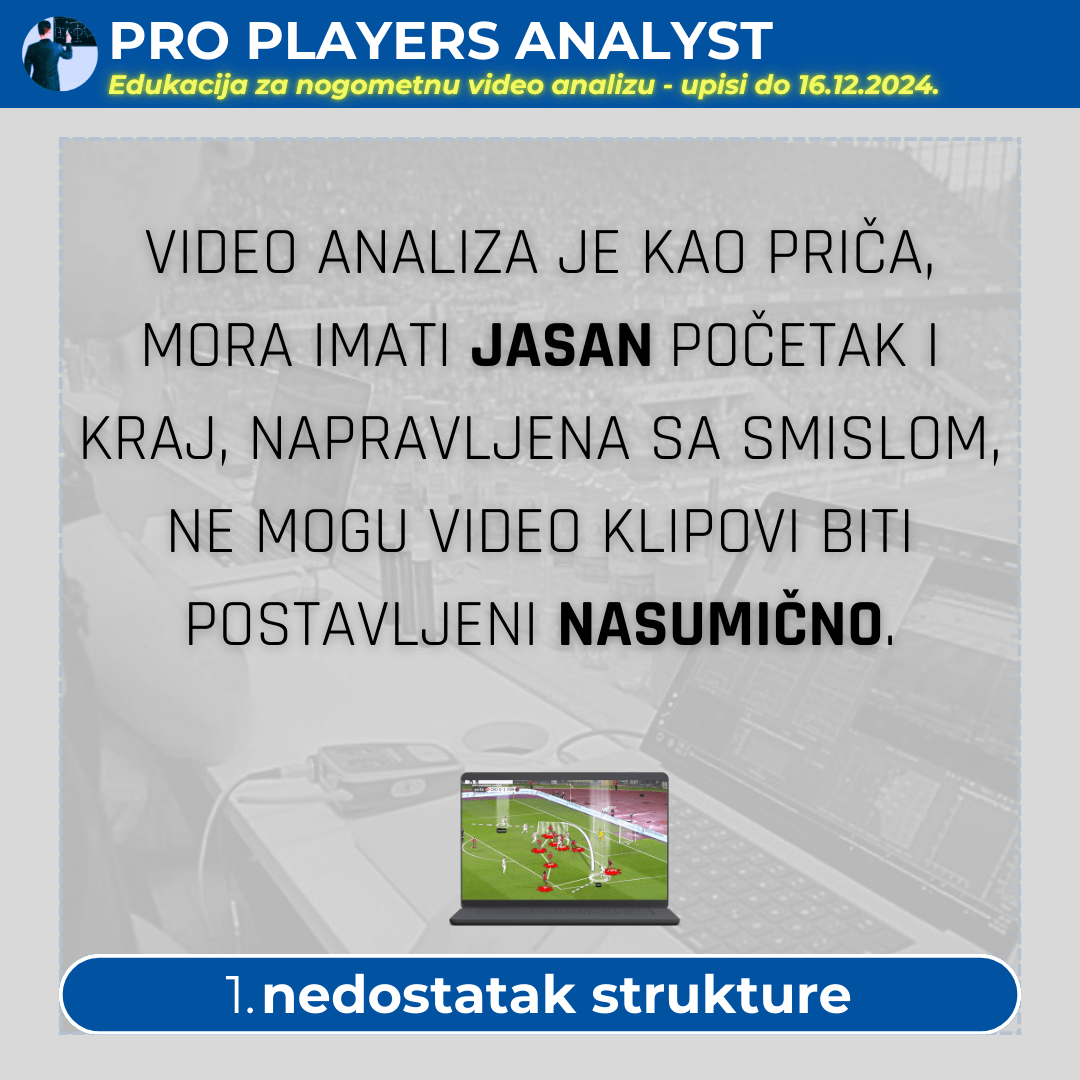 PRO PLAYERS ANALYST
Edukacija za nogometnu video analizu - upisi do 16.12.2024.
VIDEO ANALIZA JE KAO PRIČA,
MORA IMATI JASAN POČETAK I
KRAJ, NAPRAVLJENA SA SMISLOM,
NE MOGU VIDEO KLIPOVI BITI
POSTAVLJENI NASUMIČNO.
1. nedostatak strukture